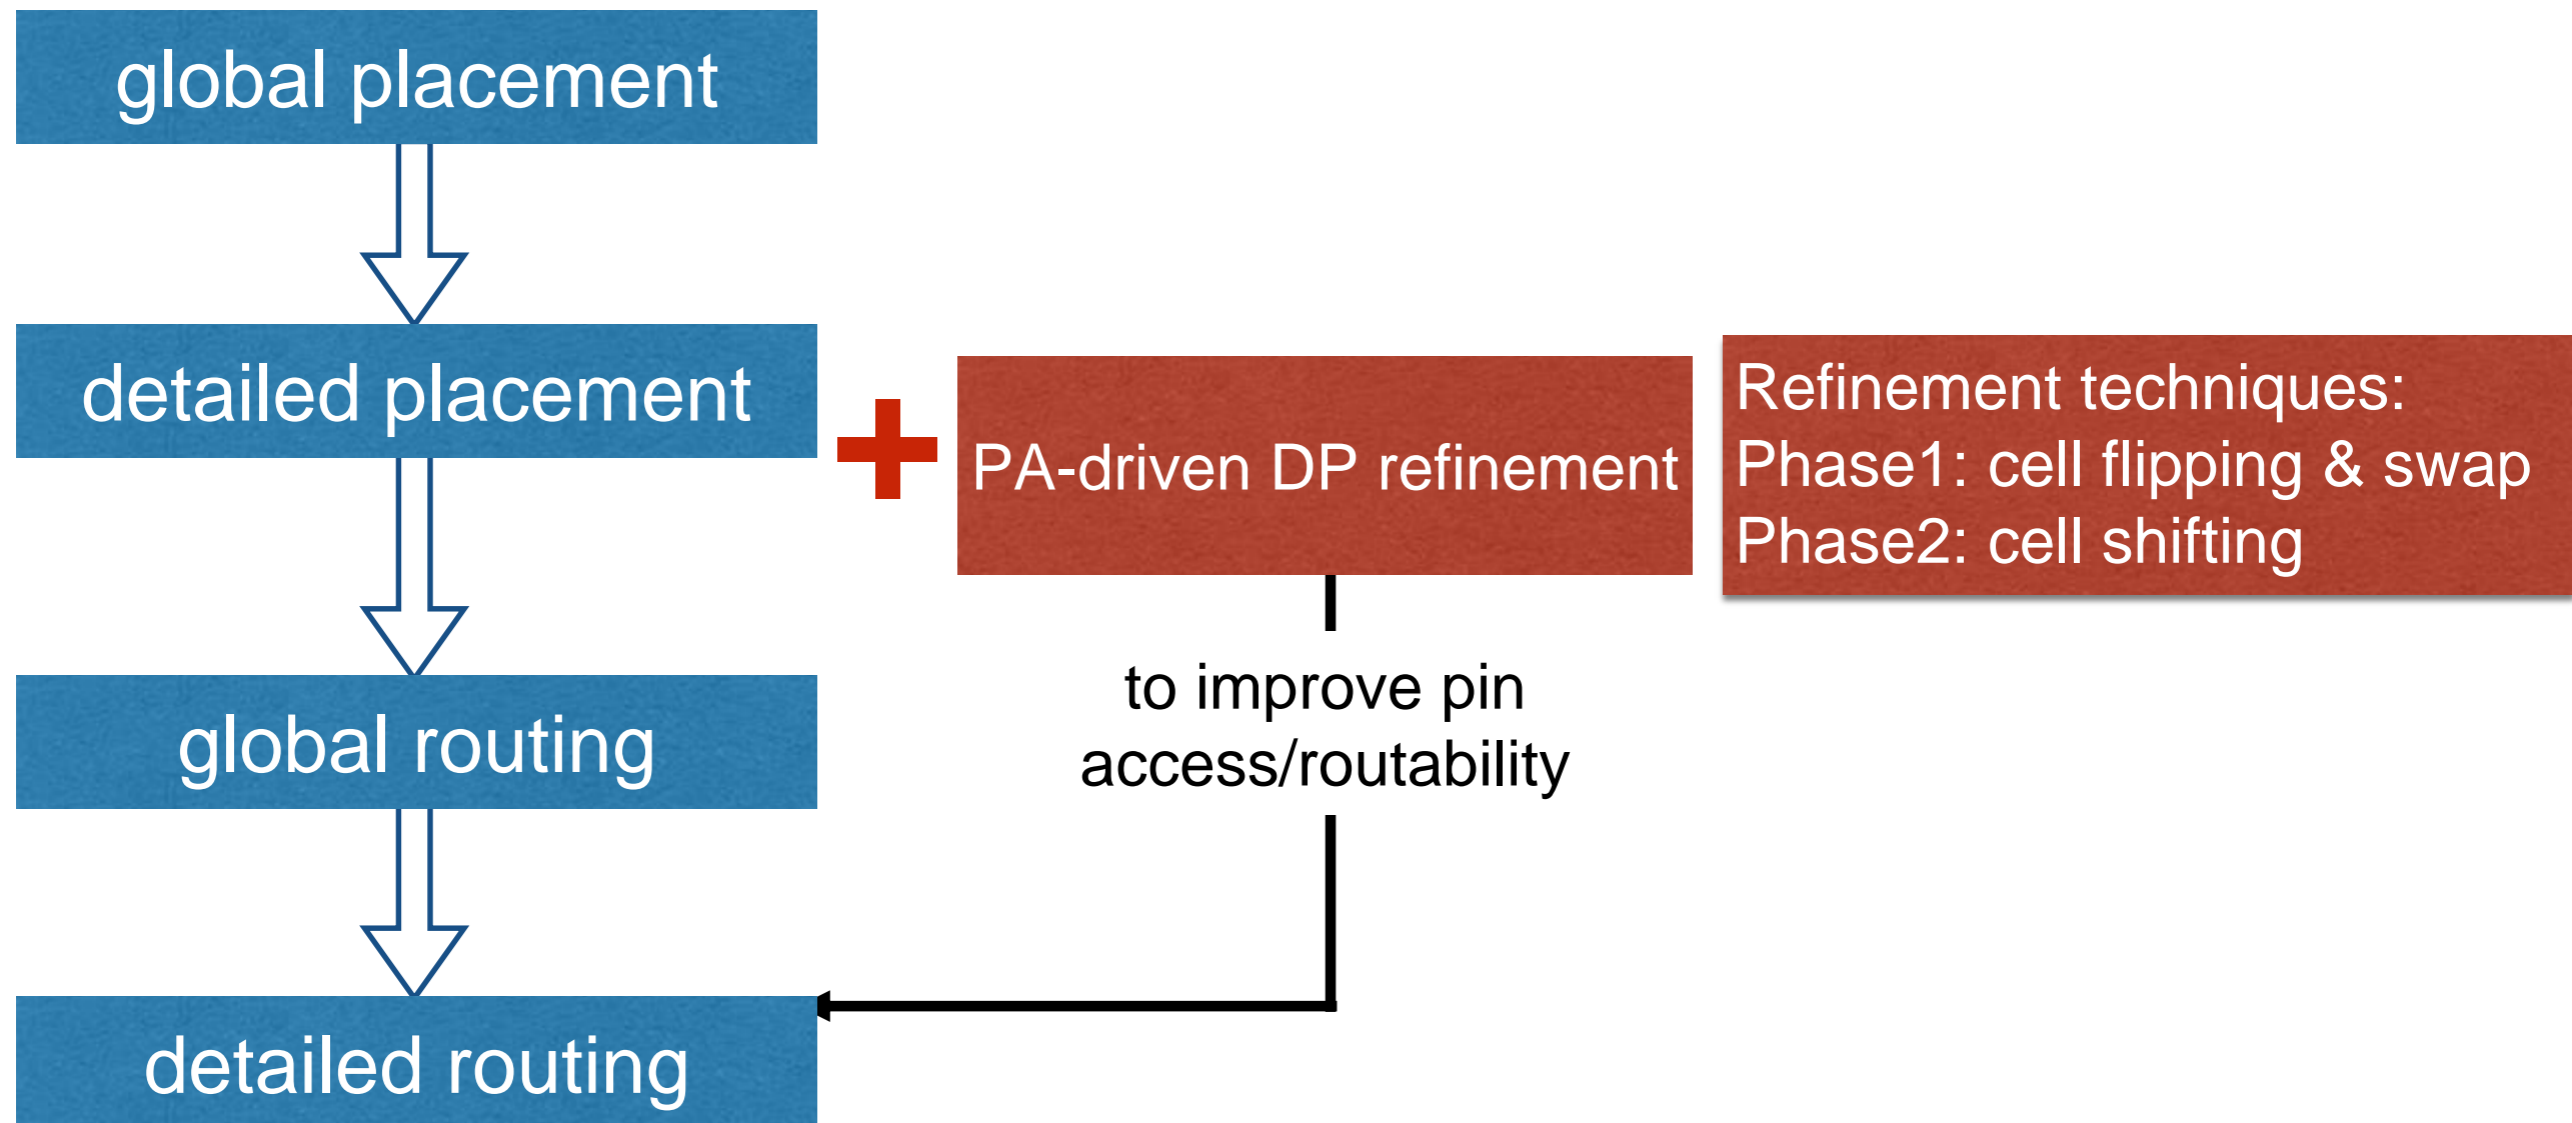 global placement
detailed placement
PA-driven DP refinement
Refinement techniques:
Phase1: cell flipping & swap
Phase2: cell shifting
to improve pin
access/routability
global routing
detailed routing